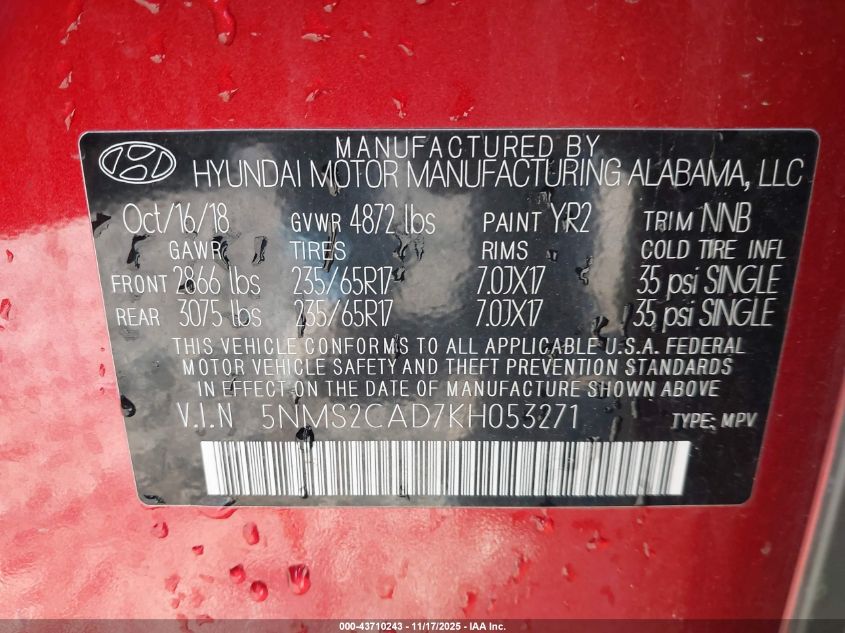 MANUFACTURED BY
HYUNDAI MOTOR MANUFACTURING ALABAMA, LLC
Oct/16/18 GVWR 4872 lbs PAINT YR2 TRIM NNB
GAWR TIRES RIMS COLD TIRE INFL
FRONT 2866 lbs 235/65R17 7.0JX17 35 psi SINGLE
REAR 3075 lbs 235/65R17 7.0JX17 35 psi SINGLE
THIS VEHICLE CONFORMS TO ALL APPLICABLE U.S.A. FEDERAL
MOTOR VEHICLE SAFETY AND THEFT PREVENTION STANDARDS
IN EFFECT ON THE DATE OF MANUFACTURE SHOWN ABOVE.
V.I.N 5NMS2CAD7KH053271 TYPE: MPV
000-43710243 - 11/17/2025 - IAA Inc.